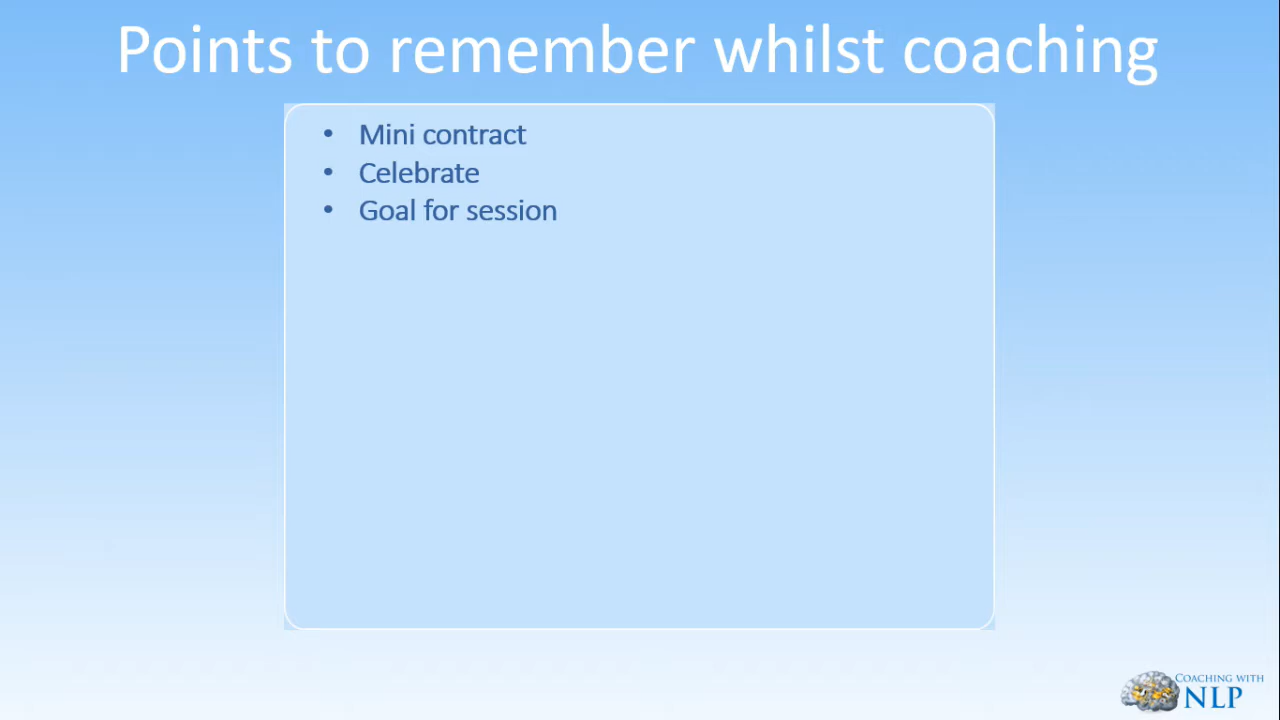 Points to remember whilst coaching
• Mini contract
• Celebrate
• Goal for session
COACHING WITH
NLP